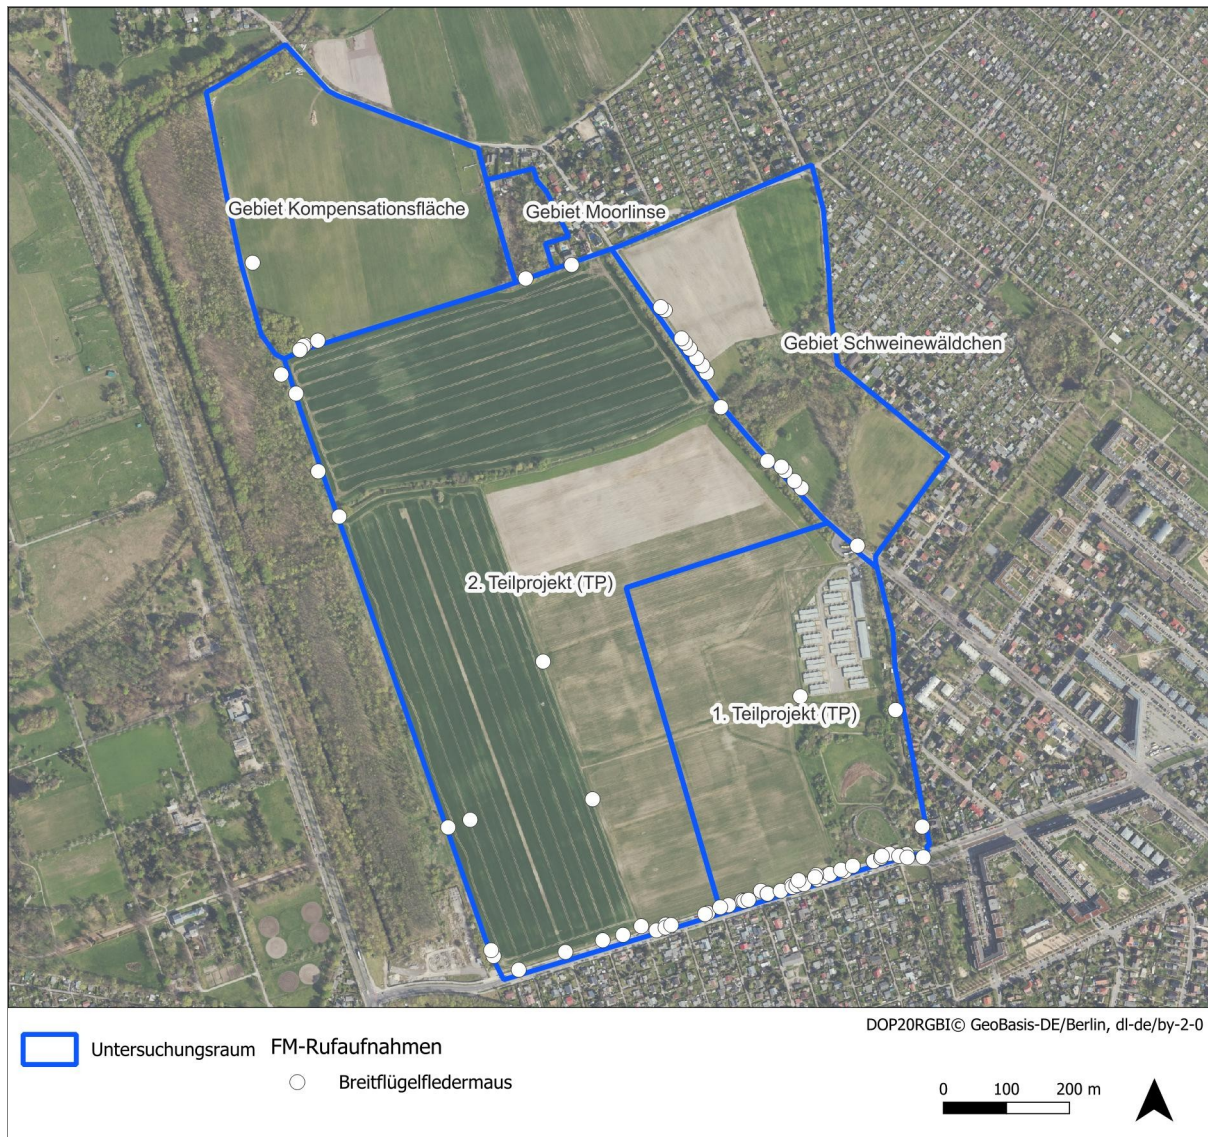 Gebiet Kompensationsfläche
Gebiet Moorlinse
Gebiet Schweinewäldchen
2. Teilprojekt (TP)
1. Teilprojekt (TP)
DOP20RGBI© GeoBasis-DE/Berlin, dl-de/by-2-0
Untersuchungsraum
FM-Rufaufnahmen
Breitflügelfledermaus
0 100 200 m